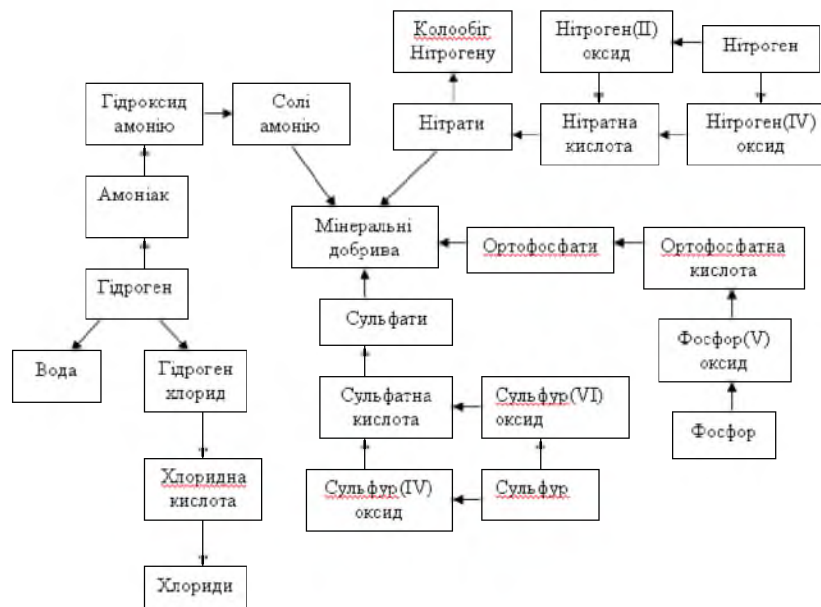 Колообіг
Нітрогену
Нітроген(II)
оксид
Нітроген
Гідроксид
амонію
Солі
амонію
Нітрати
Нітратна
кислота
Нітроген(IV)
оксид
Амоніак
Мінеральні
добрива
Ортофосфати
Ортофосфатна
кислота
Гідроген
Сульфати
Фосфор(V)
оксид
Вода
Гідроген
хлорид
Сульфатна
кислота
Сульфур(VI)
оксид
Фосфор
Хлоридна
кислота
Сульфур(IV)
оксид
Сульфур
Хлориди